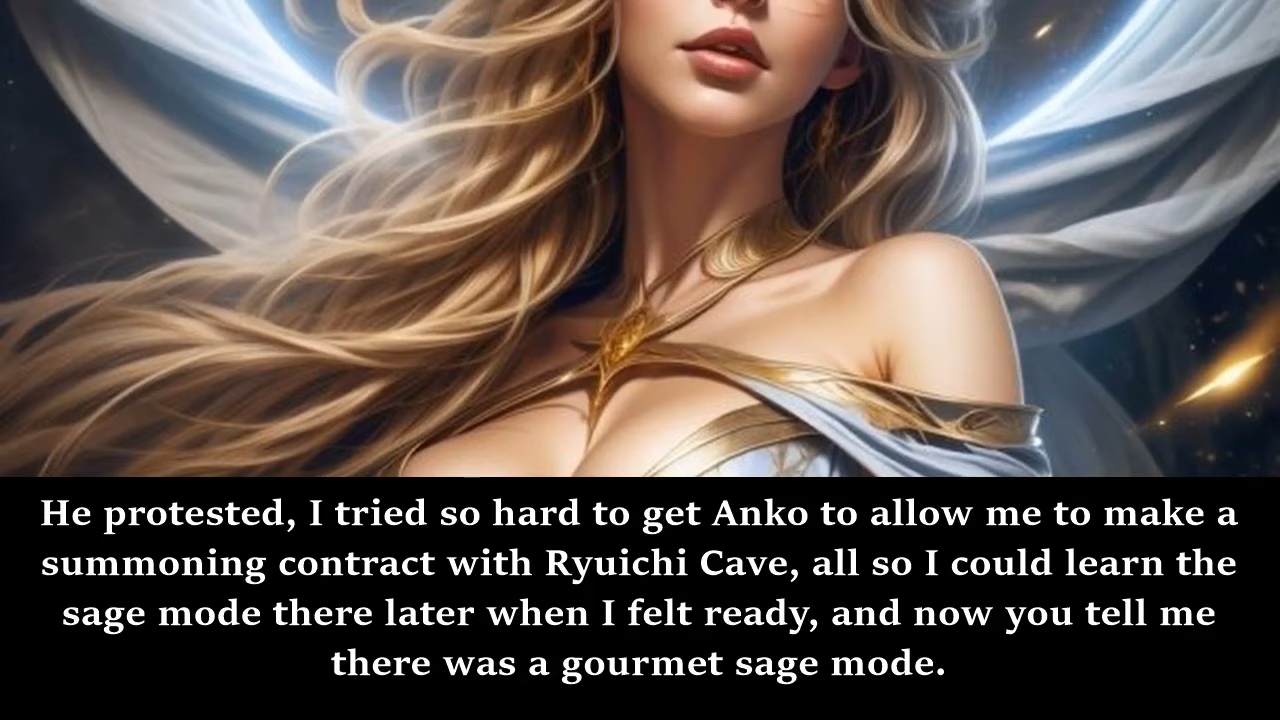 He protested, I tried so hard to get Anko to allow me to make a
summoning contract with Ryuichi Cave, all so I could learn the
sage mode there later when I felt ready, and now you tell me
there was a gourmet sage mode.